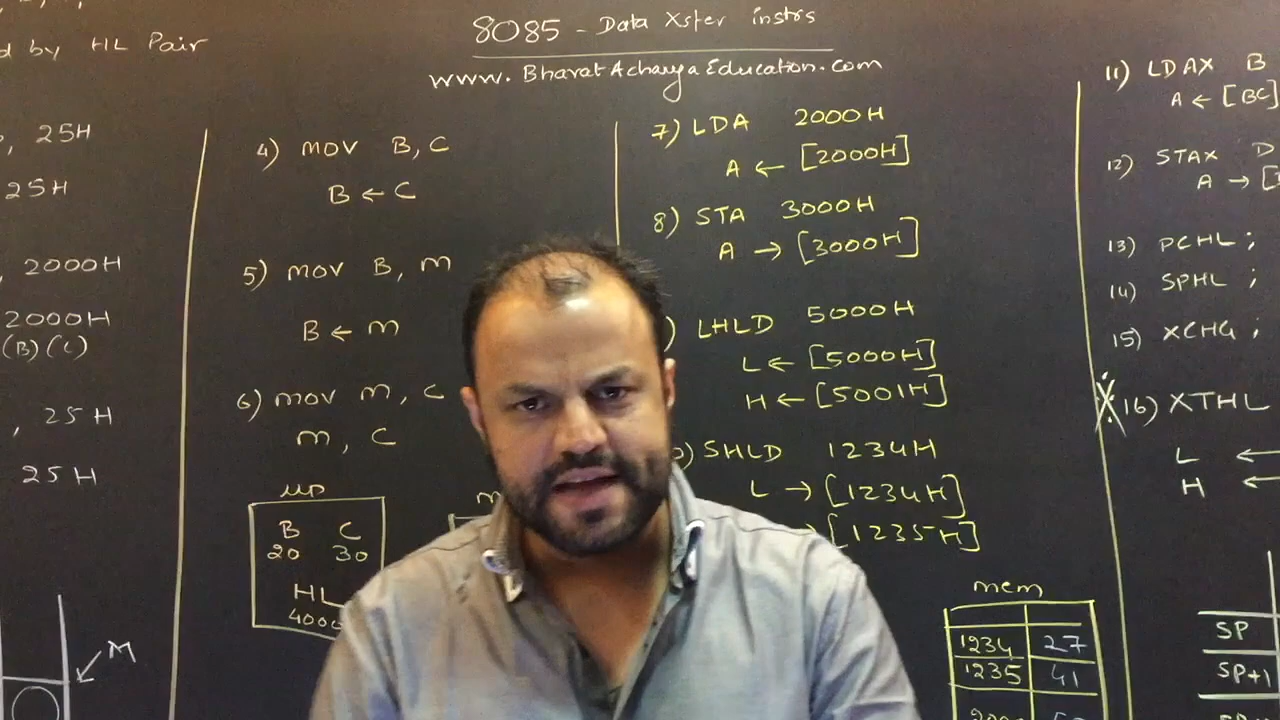 8085 - Data Xsfer instrs
www.BharatAcharyaEducation.com
d by HL Pair
, 25H
25H
, 2000H
2000H
(B) (C)
, 25H
25H
M
4) MOV B, C
B ← C
5) MOV B, M
B ← M
6) MOV M, C
M, C
μP
B C
20 30
HL
4000
7) LDA 2000H
A ← [2000H]
8) STA 3000H
A → [3000H]
) LHLD 5000H
L ← [5000H]
H ← [5001H]
) SHLD 1234H
L → [1234H]
→ [1235H]
mem
1234 27
1235 41
11) LDAX B
A ← [BC]
12) STAX D
A → [
13) PCHL ;
14) SPHL ;
15) XCHG ;
16) XTHL
L ←
H ←
SP
SP+1